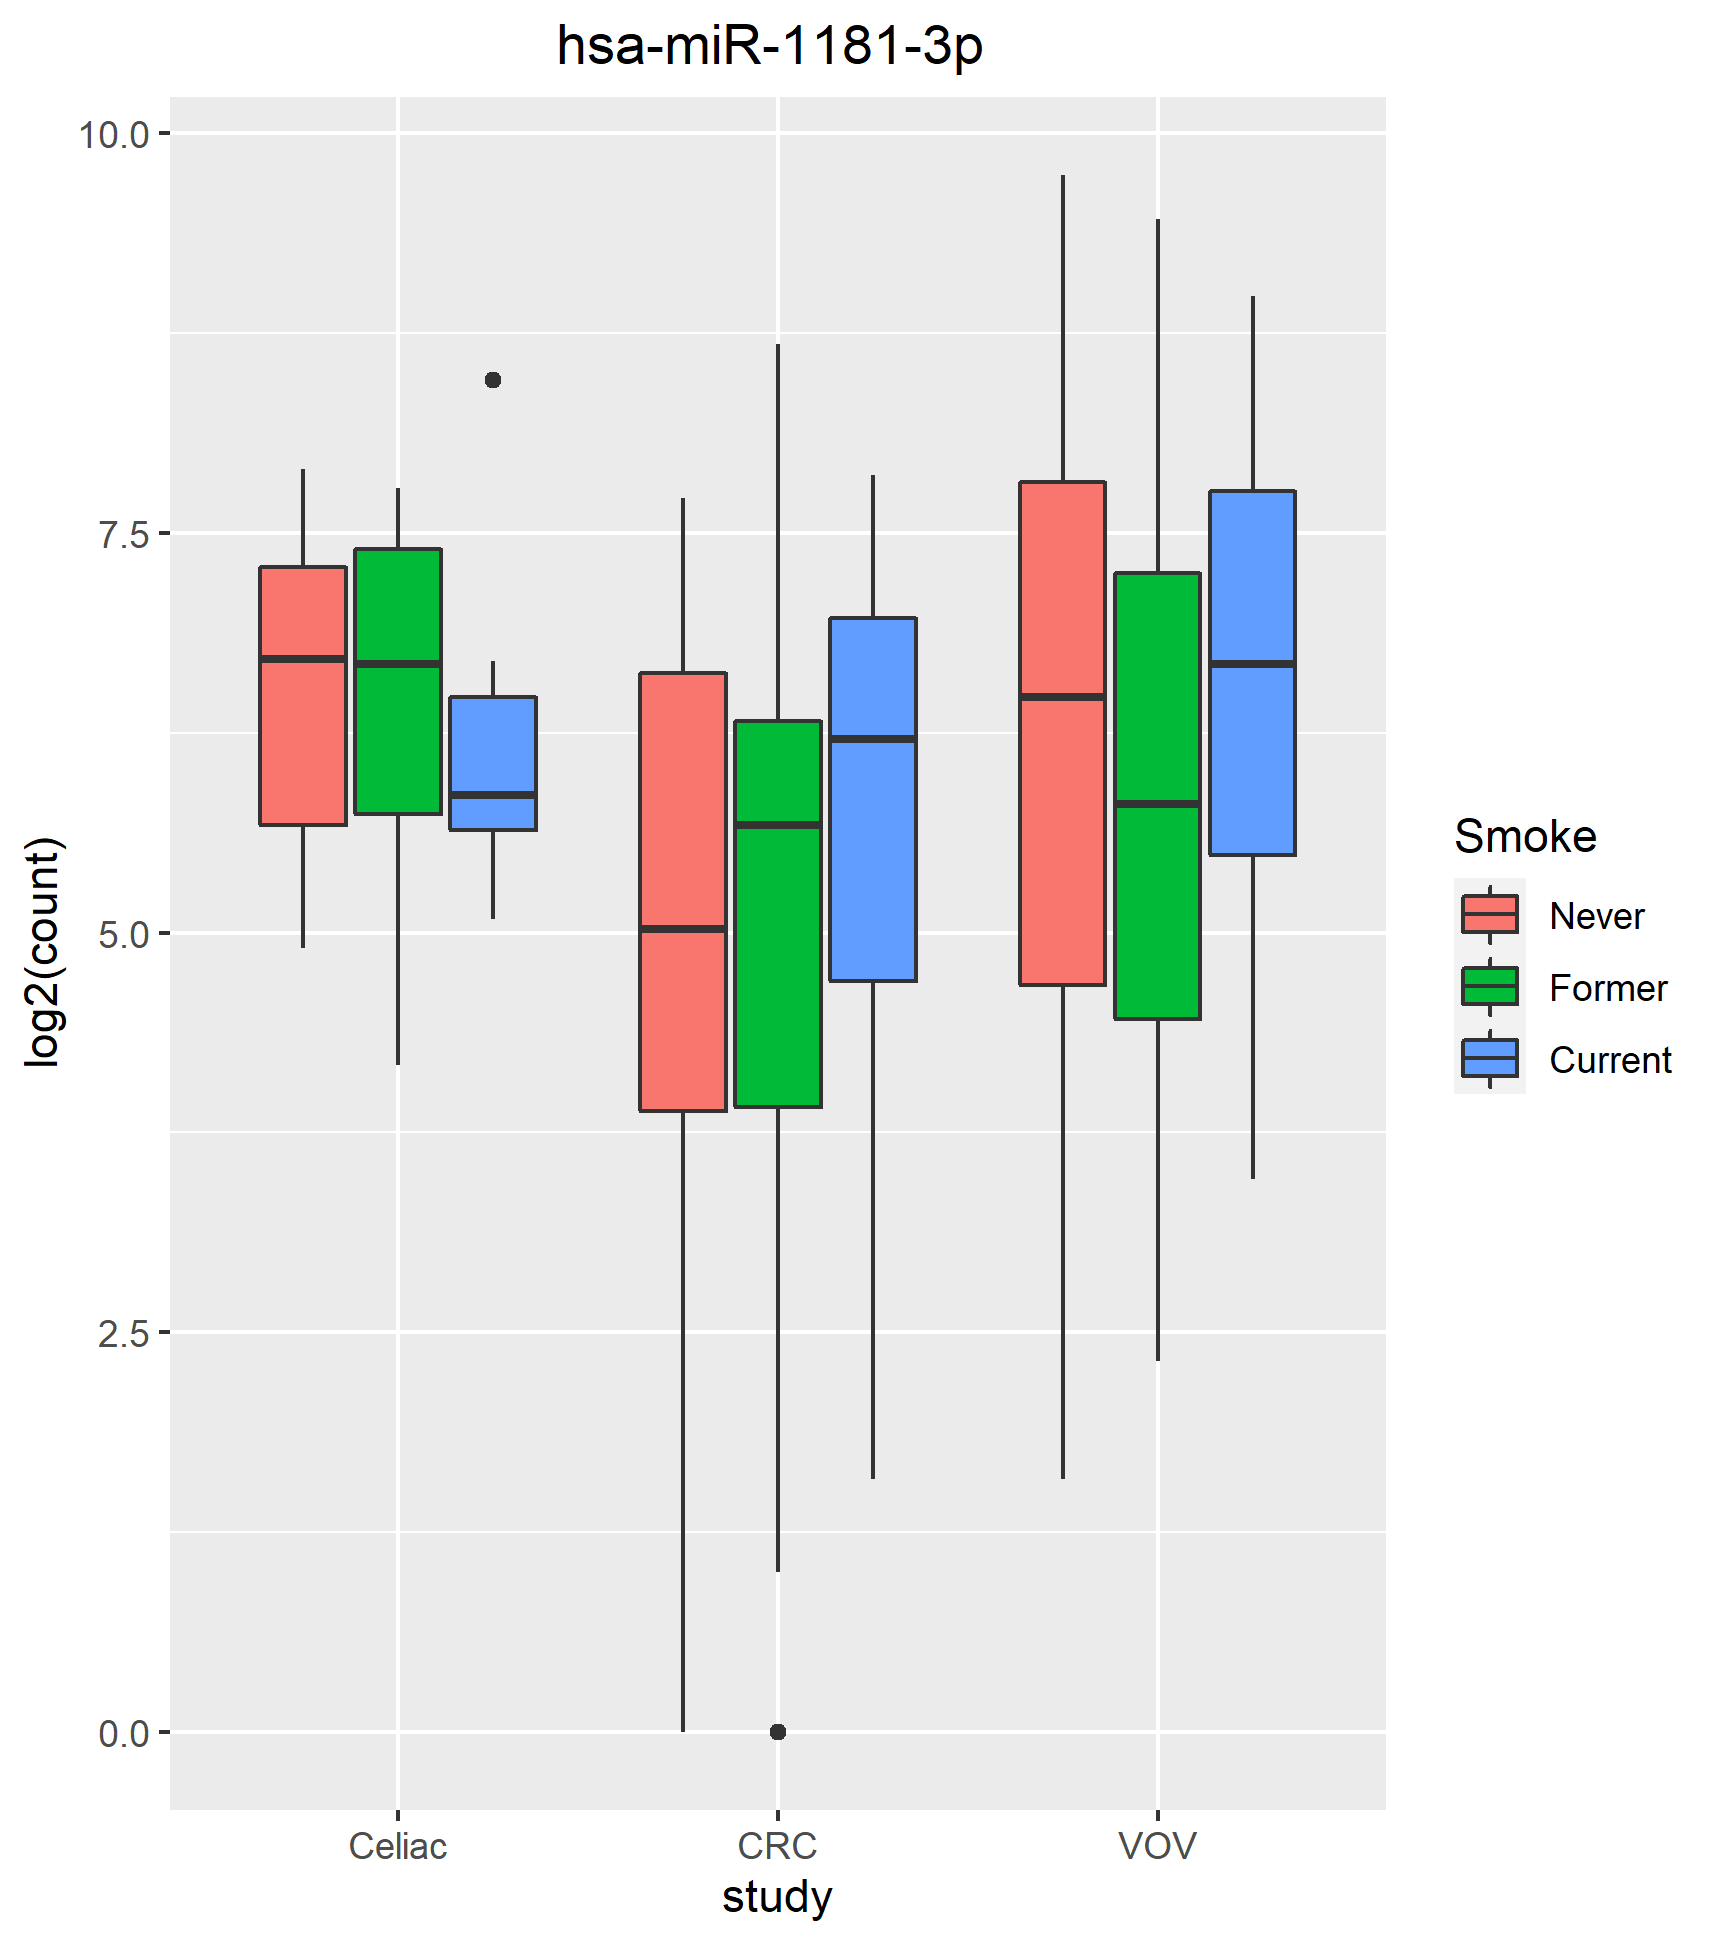 hsa-miR-1181-3p
log2(count)
10.0
7.5
5.0
2.5
0.0
Celiac
CRC
VOV
study
Smoke
Never
Former
Current